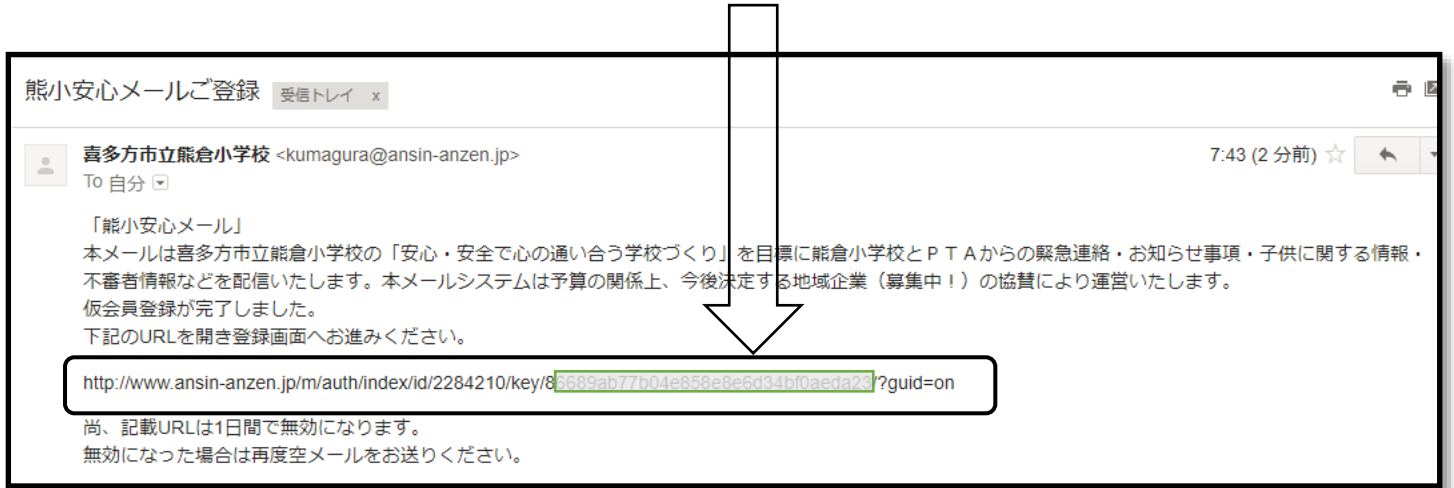 熊小安心メールご登録 受信トレイ x
喜多方市立熊倉小学校 <kumagura@ansin-anzen.jp>
7:43 (2 分前)
To 自分
「熊小安心メール」
本メールは喜多方市立熊倉小学校の「安心・安全で心の通い合う学校づくり」を目標に熊倉小学校とＰＴＡからの緊急連絡・お知らせ事項・子供に関する情報・
不審者情報などを配信いたします。本メールシステムは予算の関係上、今後決定する地域企業（募集中！）の協賛により運営いたします。
仮会員登録が完了しました。
下記のURLを開き登録画面へお進みください。
http://www.ansin-anzen.jp/m/auth/index/id/2284210/key/86689ab77b04e858e8e6d34bf0aeda23/?guid=on
尚、記載URLは1日間で無効になります。
無効になった場合は再度空メールをお送りください。